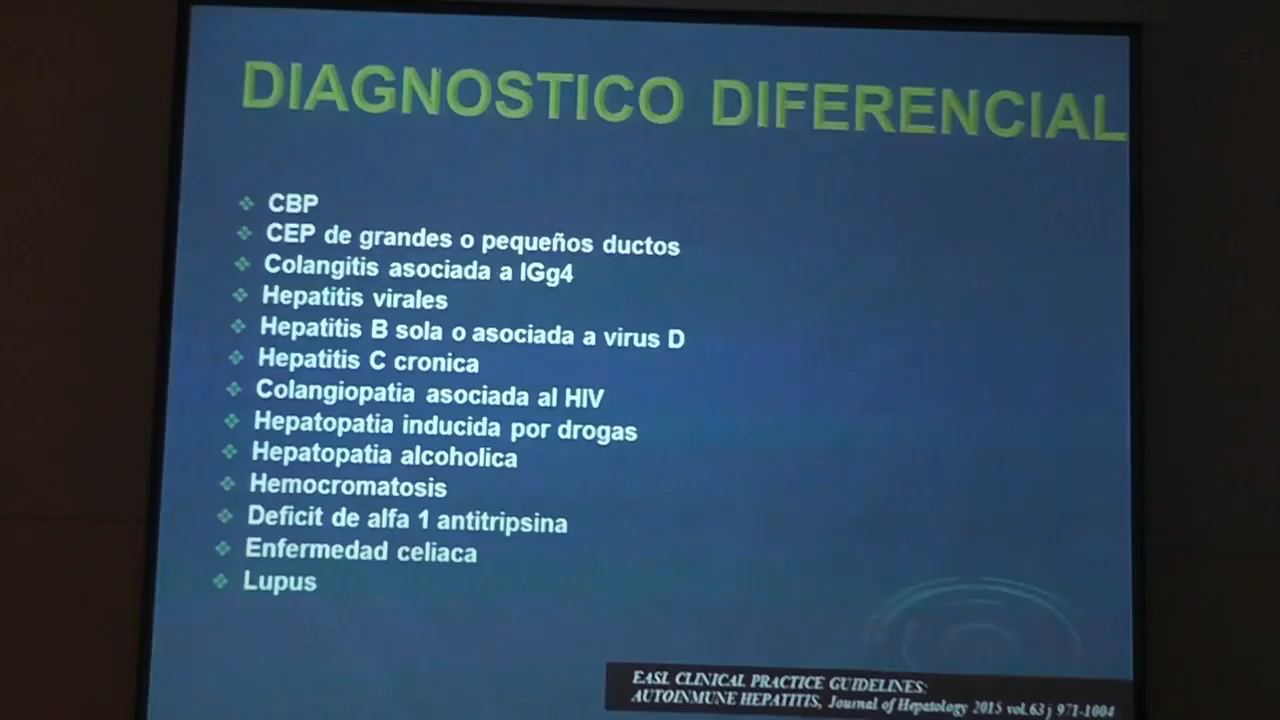 DIAGNOSTICO DIFERENCIAL
CBP
CEP de grandes o pequeños ductos
Colangitis asociada a IGg4
Hepatitis virales
Hepatitis B sola o asociada a virus D
Hepatitis C cronica
Colangiopatia asociada al HIV
Hepatopatia inducida por drogas
Hepatopatia alcoholica
Hemocromatosis
Deficit de alfa 1 antitripsina
Enfermedad celiaca
Lupus
EASL CLINICAL PRACTICE GUIDELINES:
AUTOINMUNE HEPATITIS, Journal of Hepatology 2015 vol.63 j 971-1004